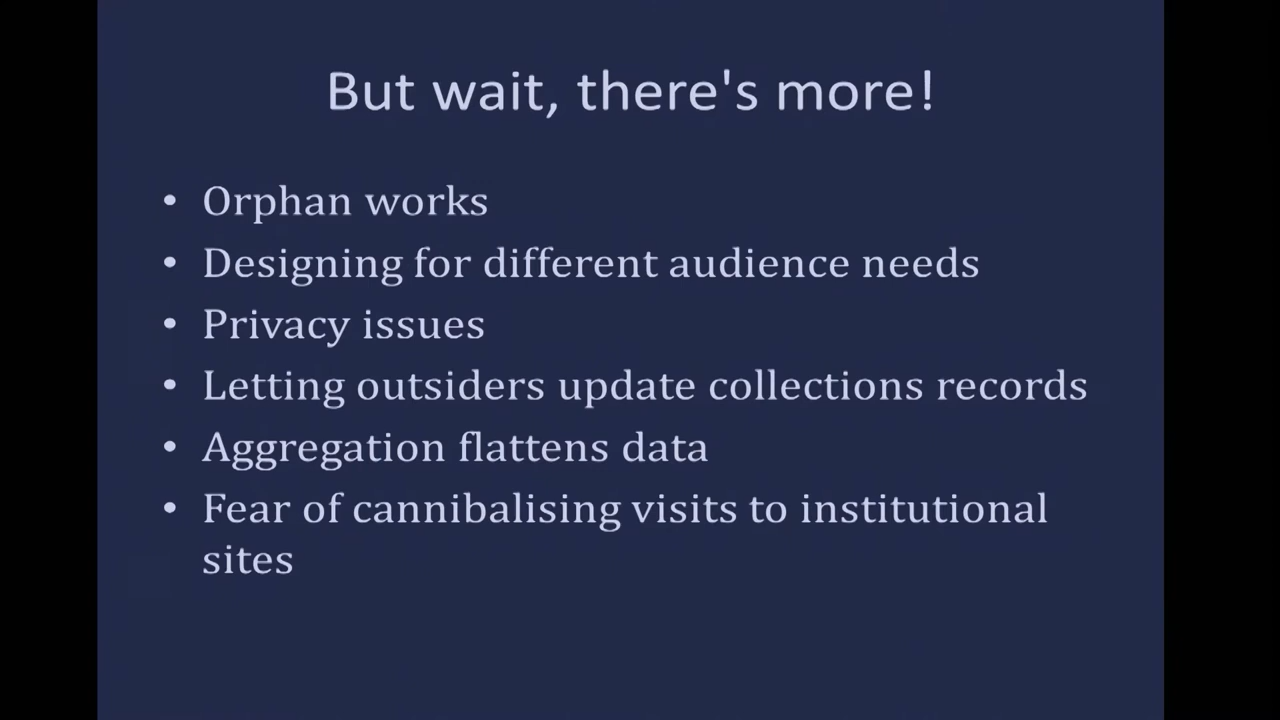 But wait, there's more!
• Orphan works
• Designing for different audience needs
• Privacy issues
• Letting outsiders update collections records
• Aggregation flattens data
• Fear of cannibalising visits to institutional
sites